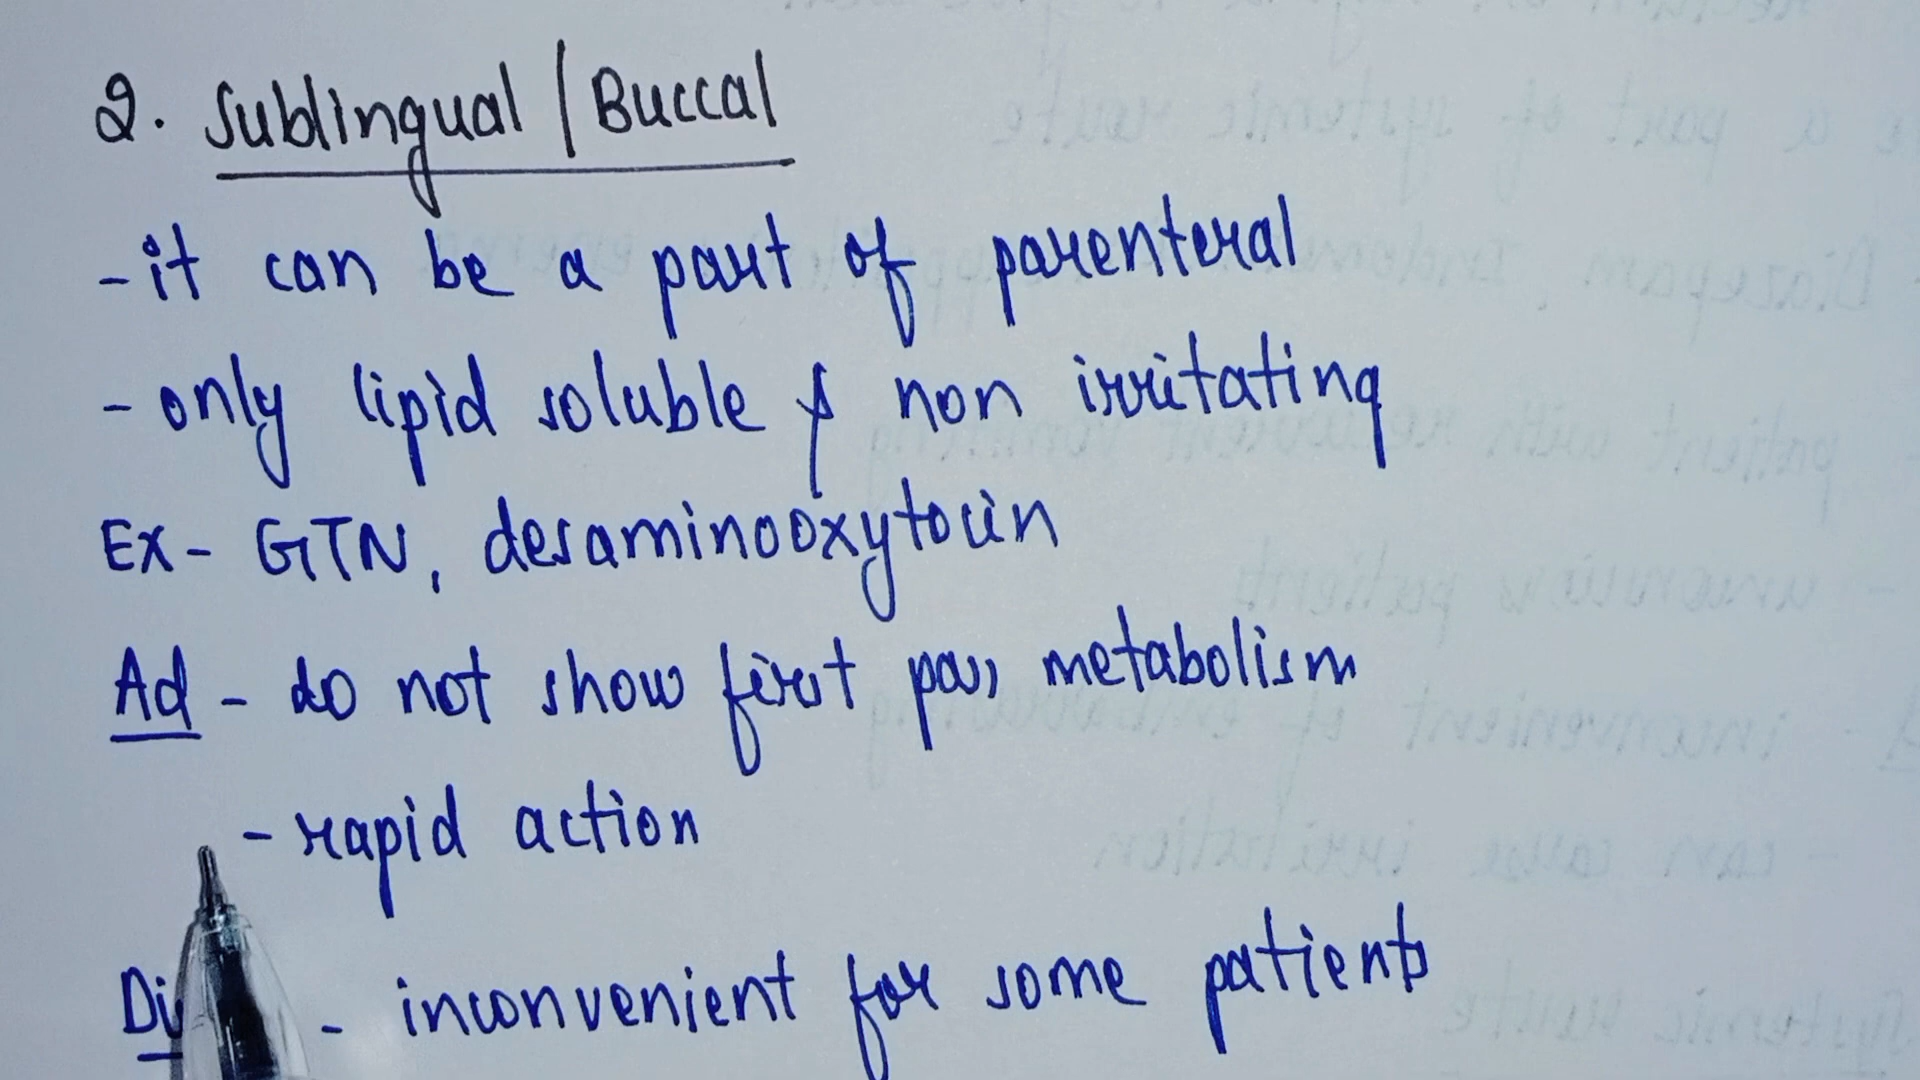 2. Sublingual / Buccal
- it can be a part of parenteral
- only lipid soluble & non irritating
Ex - GTN, desaminooxytocin
Ad - do not show first pass metabolism
- rapid action
Di - inconvenient for some patients